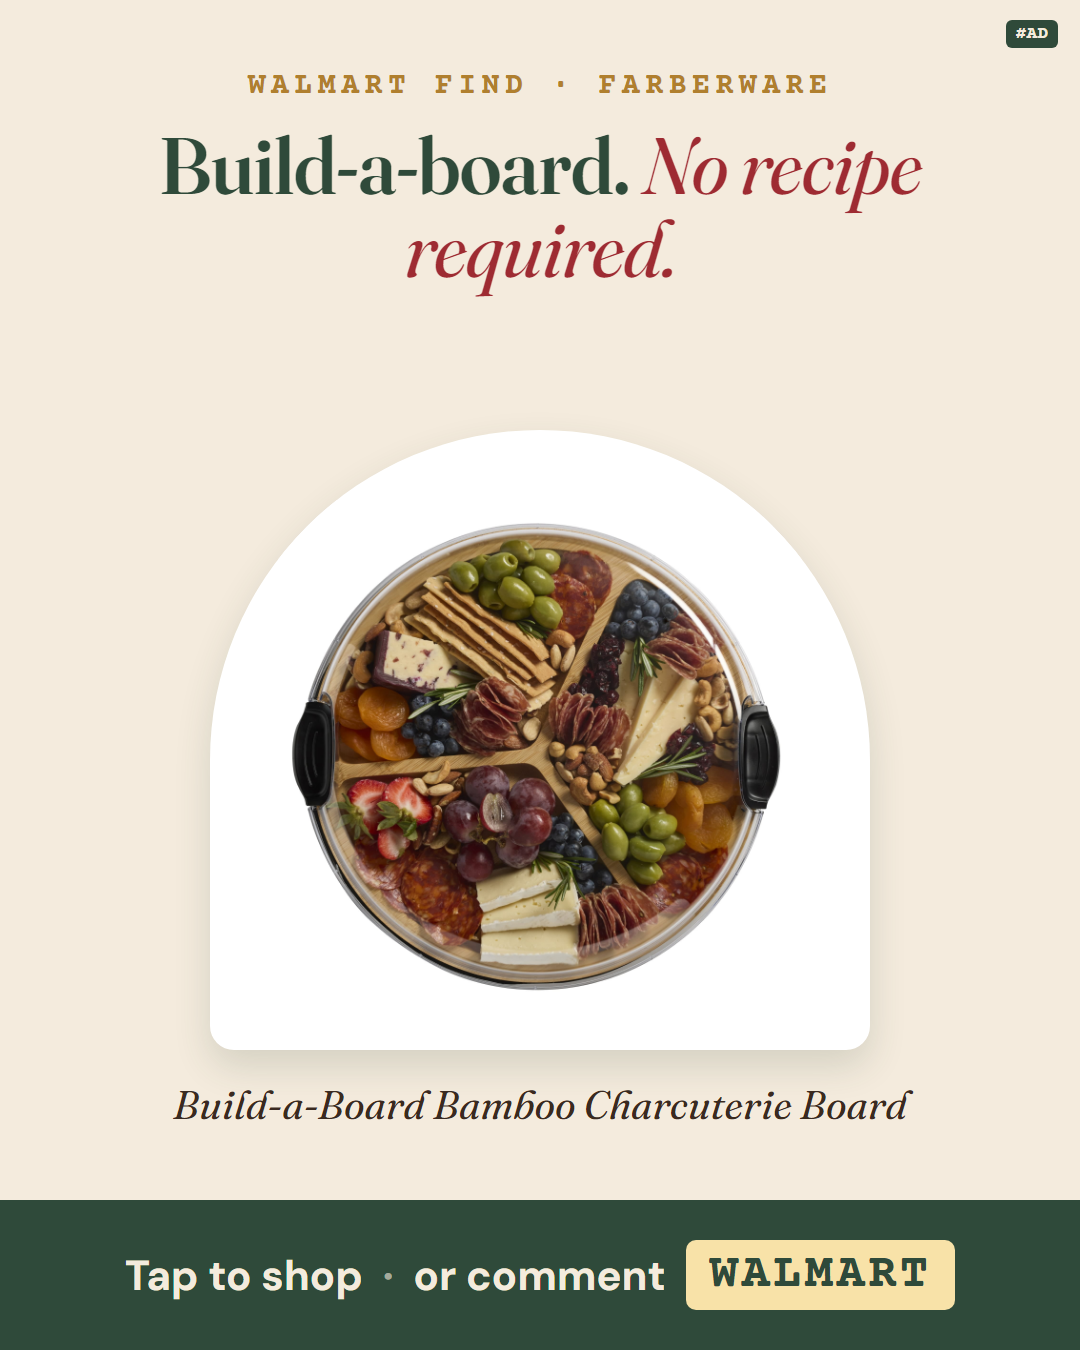 #AD
WALMART FIND · FARBERWARE
Build-a-board. No recipe
required.
Build-a-Board Bamboo Charcuterie Board
Tap to shop · or comment WALMART